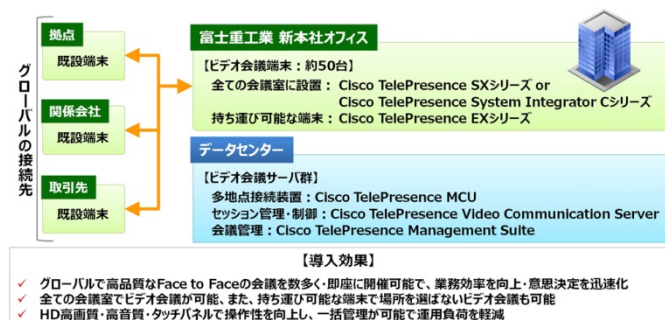 グローバルの接続先
拠点
既設端末
関係会社
既設端末
取引先
既設端末
富士重工業 新本社オフィス
【ビデオ会議端末：約50台】
全ての会議室に設置： Cisco TelePresence SXシリーズ or
Cisco TelePresence System Integrator Cシリーズ
持ち運び可能な端末： Cisco TelePresence EXシリーズ
データセンター
【ビデオ会議サーバ群】
多地点接続装置：Cisco TelePresence MCU
セッション管理・制御：Cisco TelePresence Video Communication Server
会議管理：Cisco TelePresence Management Suite
【導入効果】
✓ グローバルで高品質なFace to Faceの会議を数多く・即座に開催可能で、業務効率を向上・意思決定を迅速化
✓ 全ての会議室でビデオ会議が可能、また、持ち運び可能な端末で場所を選ばないビデオ会議も可能
✓ HD高画質・高音質・タッチパネルで操作性を向上し、一括管理が可能で運用負荷を軽減